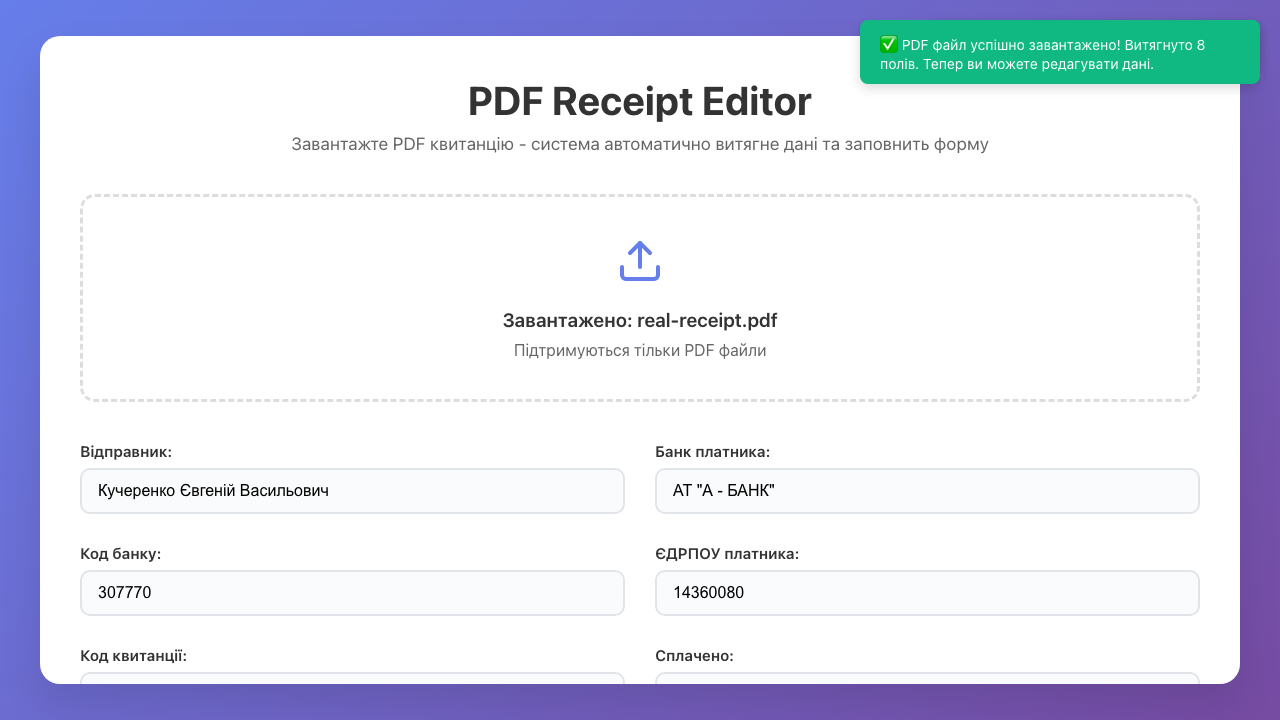 ✅ PDF файл успішно завантажено! Витягнуто 8
полів. Тепер ви можете редагувати дані.
PDF Receipt Editor
Завантажте PDF квитанцію - система автоматично витягне дані та заповнить форму
Завантажено: real-receipt.pdf
Підтримуються тільки PDF файли
Відправник:
Банк платника:
Кучеренко Євгеній Васильович
АТ "А - БАНК"
Код банку:
ЄДРПОУ платника:
307770
14360080
Код квитанції:
Сплачено: